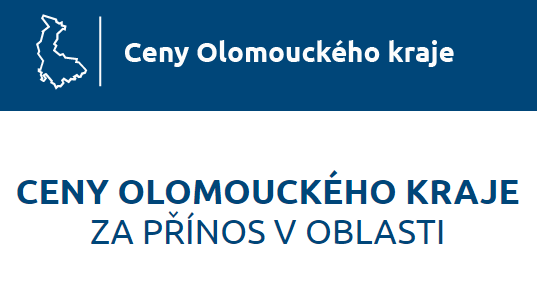 Ceny Olomouckého kraje
CENY OLOMOUCKÉHO KRAJE
ZA PŘÍNOS V OBLASTI